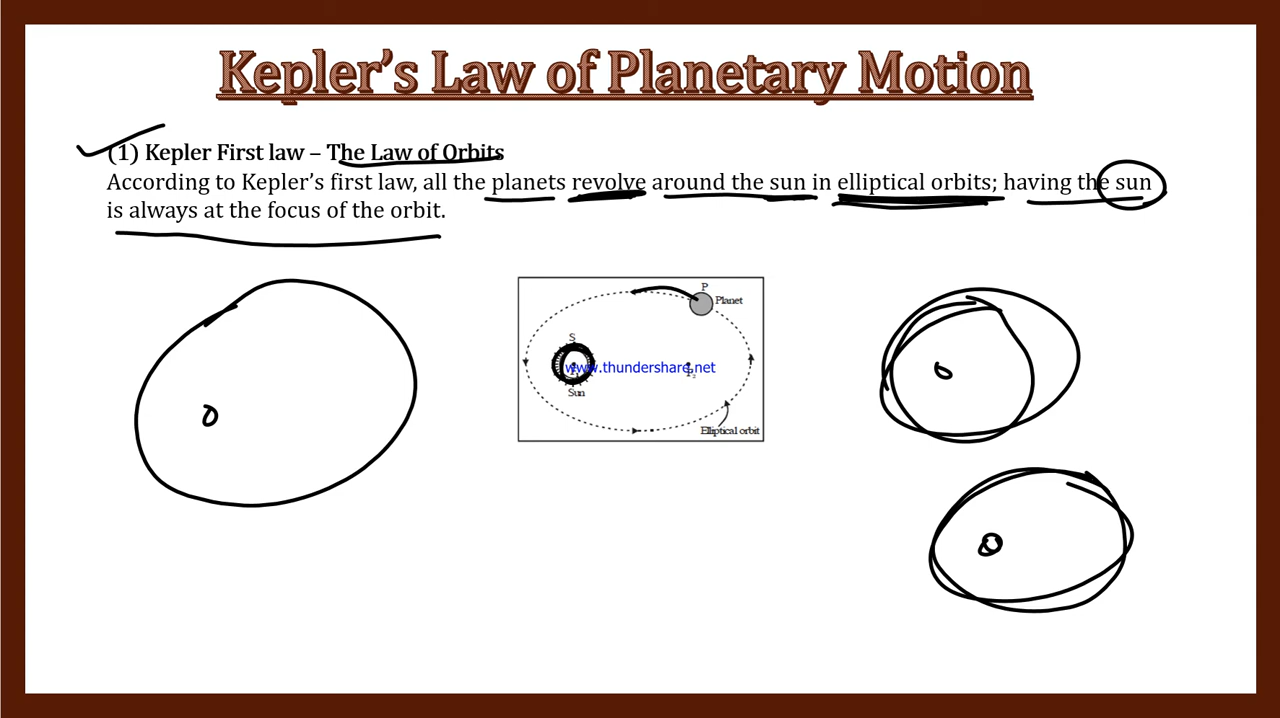 Kepler's Law of Planetary Motion
(1) Kepler First law – The Law of Orbits
According to Kepler's first law, all the planets revolve around the sun in elliptical orbits; having the sun
is always at the focus of the orbit.
P
Planet
S
www.thundershare.net
Sun
Elliptical orbit